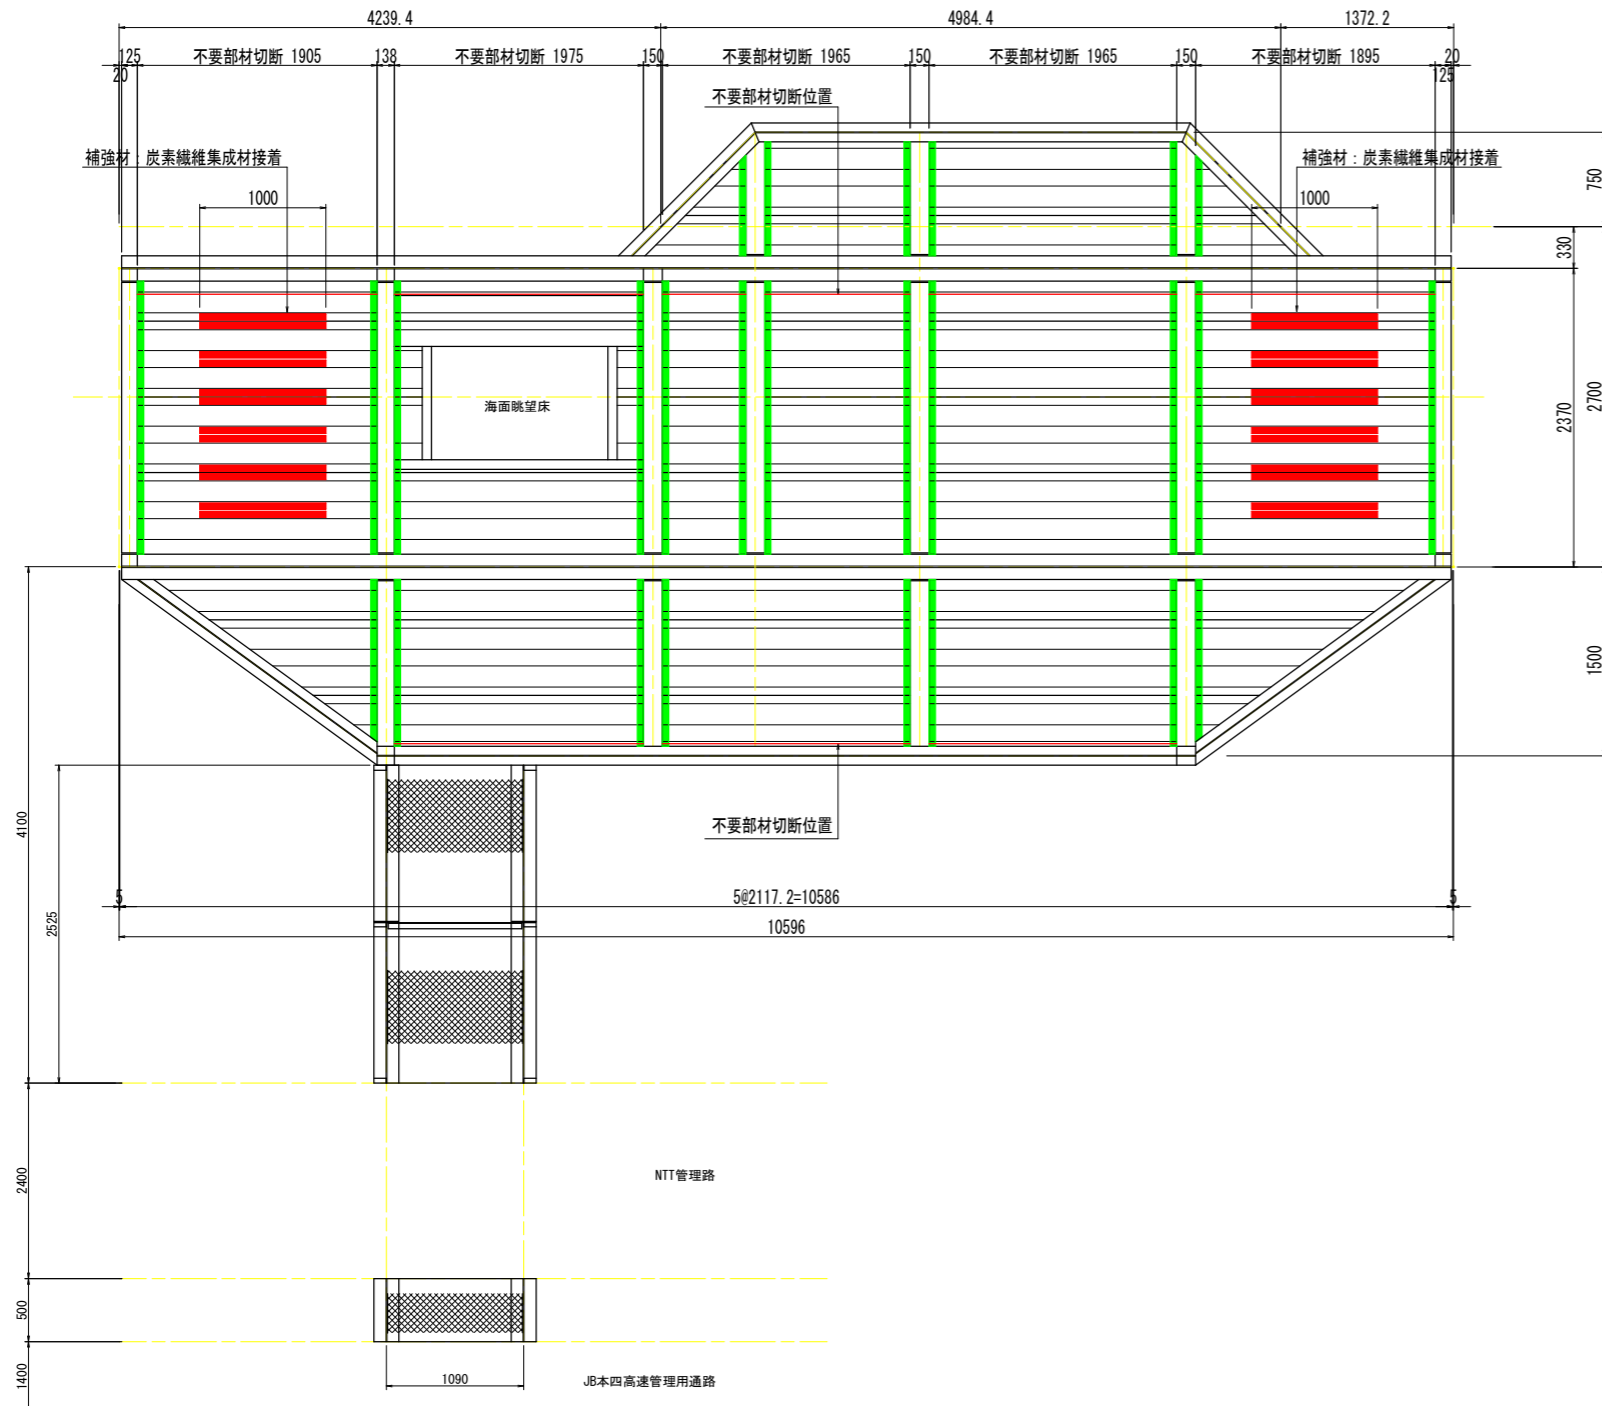 4239.4
4984.4
1372.2
125
不要部材切断 1905
138
不要部材切断 1975
150
不要部材切断 1965
150
不要部材切断 1965
150
不要部材切断 1895
20
20
125
不要部材切断位置
補強材：炭素繊維集成材接着
補強材：炭素繊維集成材接着
1000
1000
750
330
海面眺望床
2370
2700
1500
4100
2525
不要部材切断位置
5
5@2117.2=10586
5
10596
2400
NTT管理路
500
1400
1090
JB本四高速管理用通路